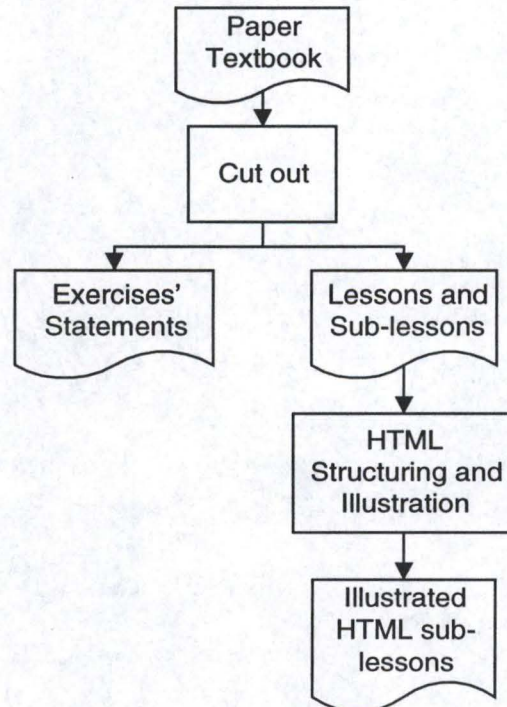 Paper
Textbook
Cut out
Exercises'
Statements
Lessons and
Sub-lessons
HTML
Structuring and
Illustration
Illustrated
HTML sub-
lessons